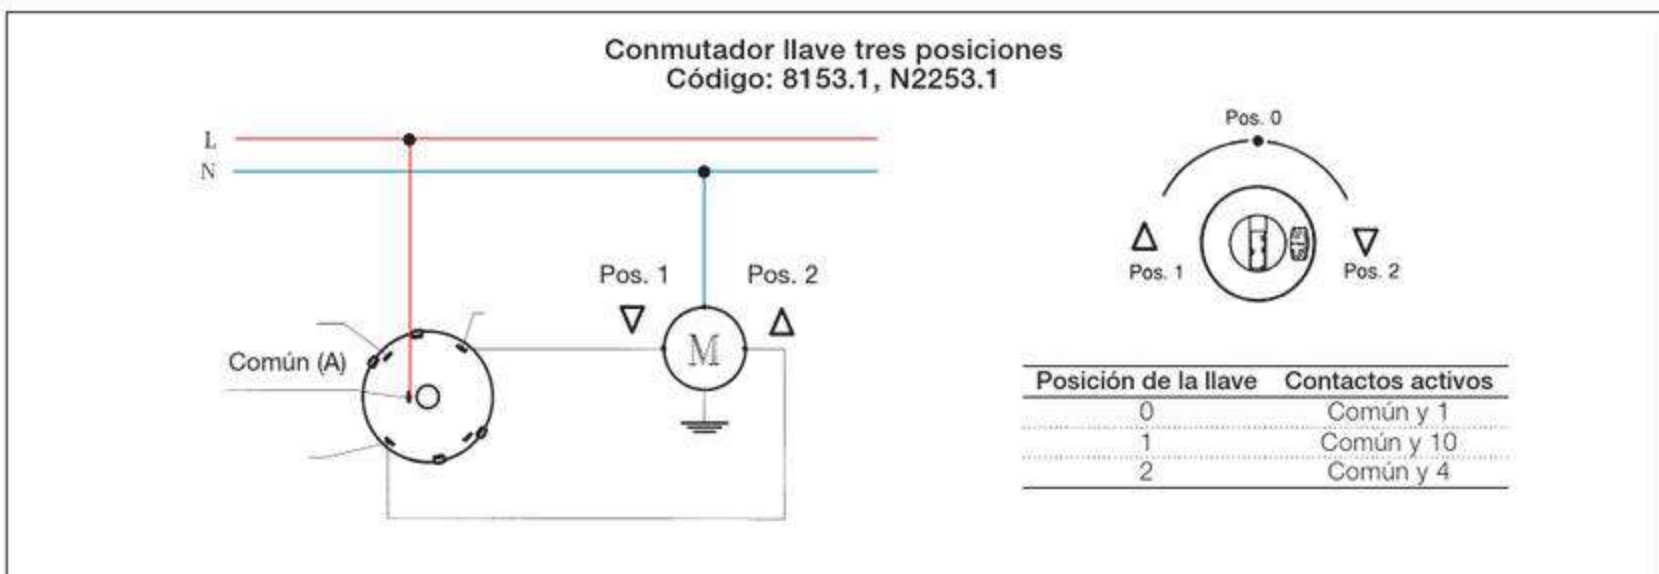 Conmutador llave tres posiciones
Código: 8153.1, N2253.1
L
N
Común (A)
Pos. 1
Pos. 2
M
Pos. 0
Pos. 1
Pos. 2
Posición de la llave Contactos activos
0 Común y 1
1 Común y 10
2 Común y 4